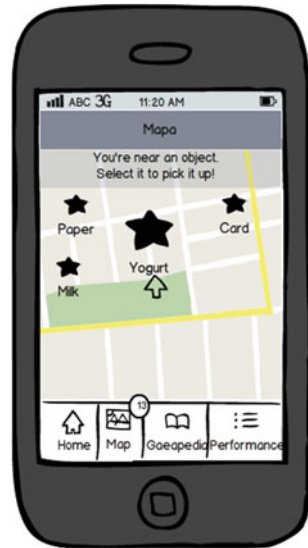 ABC 3G 11:20 AM
Mapa
You're near an object.
Select it to pick it up!
Paper
Card
Yogurt
Milk
13
Home Map Gaeapedia Performance